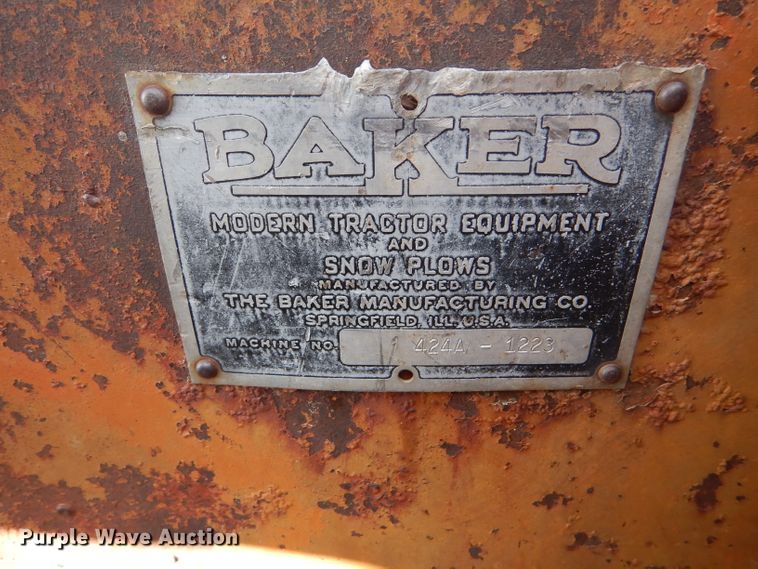 BAKER
MODERN TRACTOR EQUIPMENT
AND
SNOW PLOWS
MANUFACTURED BY
THE BAKER MANUFACTURING CO.
SPRINGFIELD, ILL. U.S.A.
MACHINE NO. 424A - 1223
Purple Wave Auction